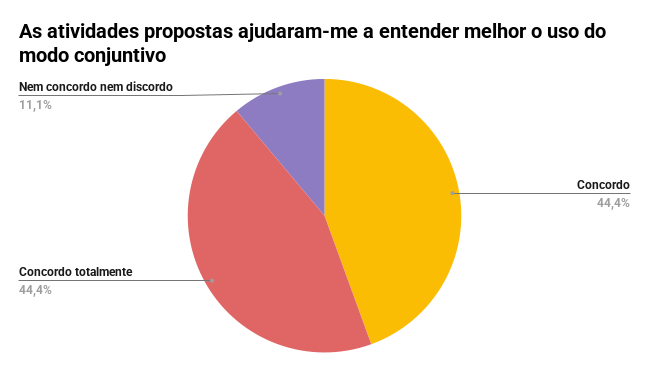 As atividades propostas ajudaram-me a entender melhor o uso do
modo conjuntivo
Nem concordo nem discordo
11,1%
Concordo
44,4%
Concordo totalmente
44,4%